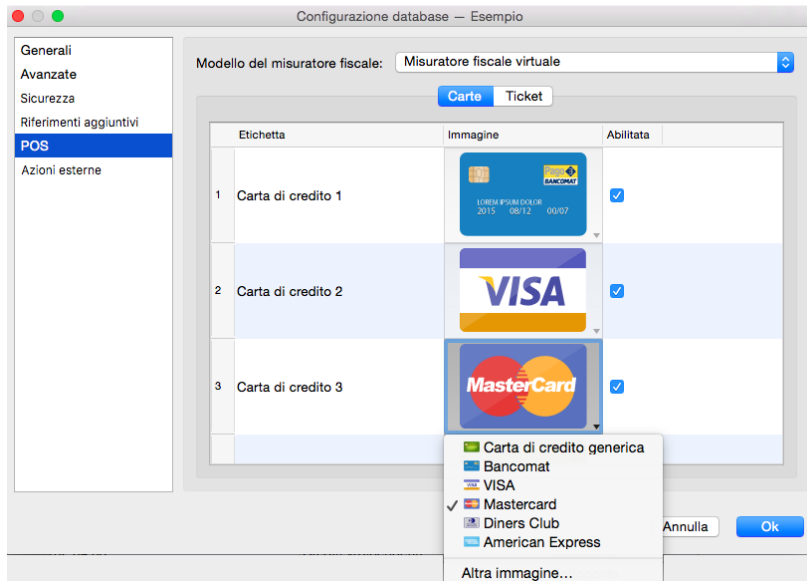 Configurazione database — Esempio
Generali
Avanzate
Sicurezza
Riferimenti aggiuntivi
POS
Azioni esterne
Modello del misuratore fiscale: Misuratore fiscale virtuale
Carte Ticket
Etichetta Immagine Abilitata
1 Carta di credito 1
Pago
BANCOMAT
LOREM IPSUM DOLOR
2015 08/12 00/07
2 Carta di credito 2
VISA
3 Carta di credito 3
MasterCard
Carta di credito generica
Bancomat
VISA
Mastercard
Diners Club
American Express
Altra immagine...
Annulla Ok